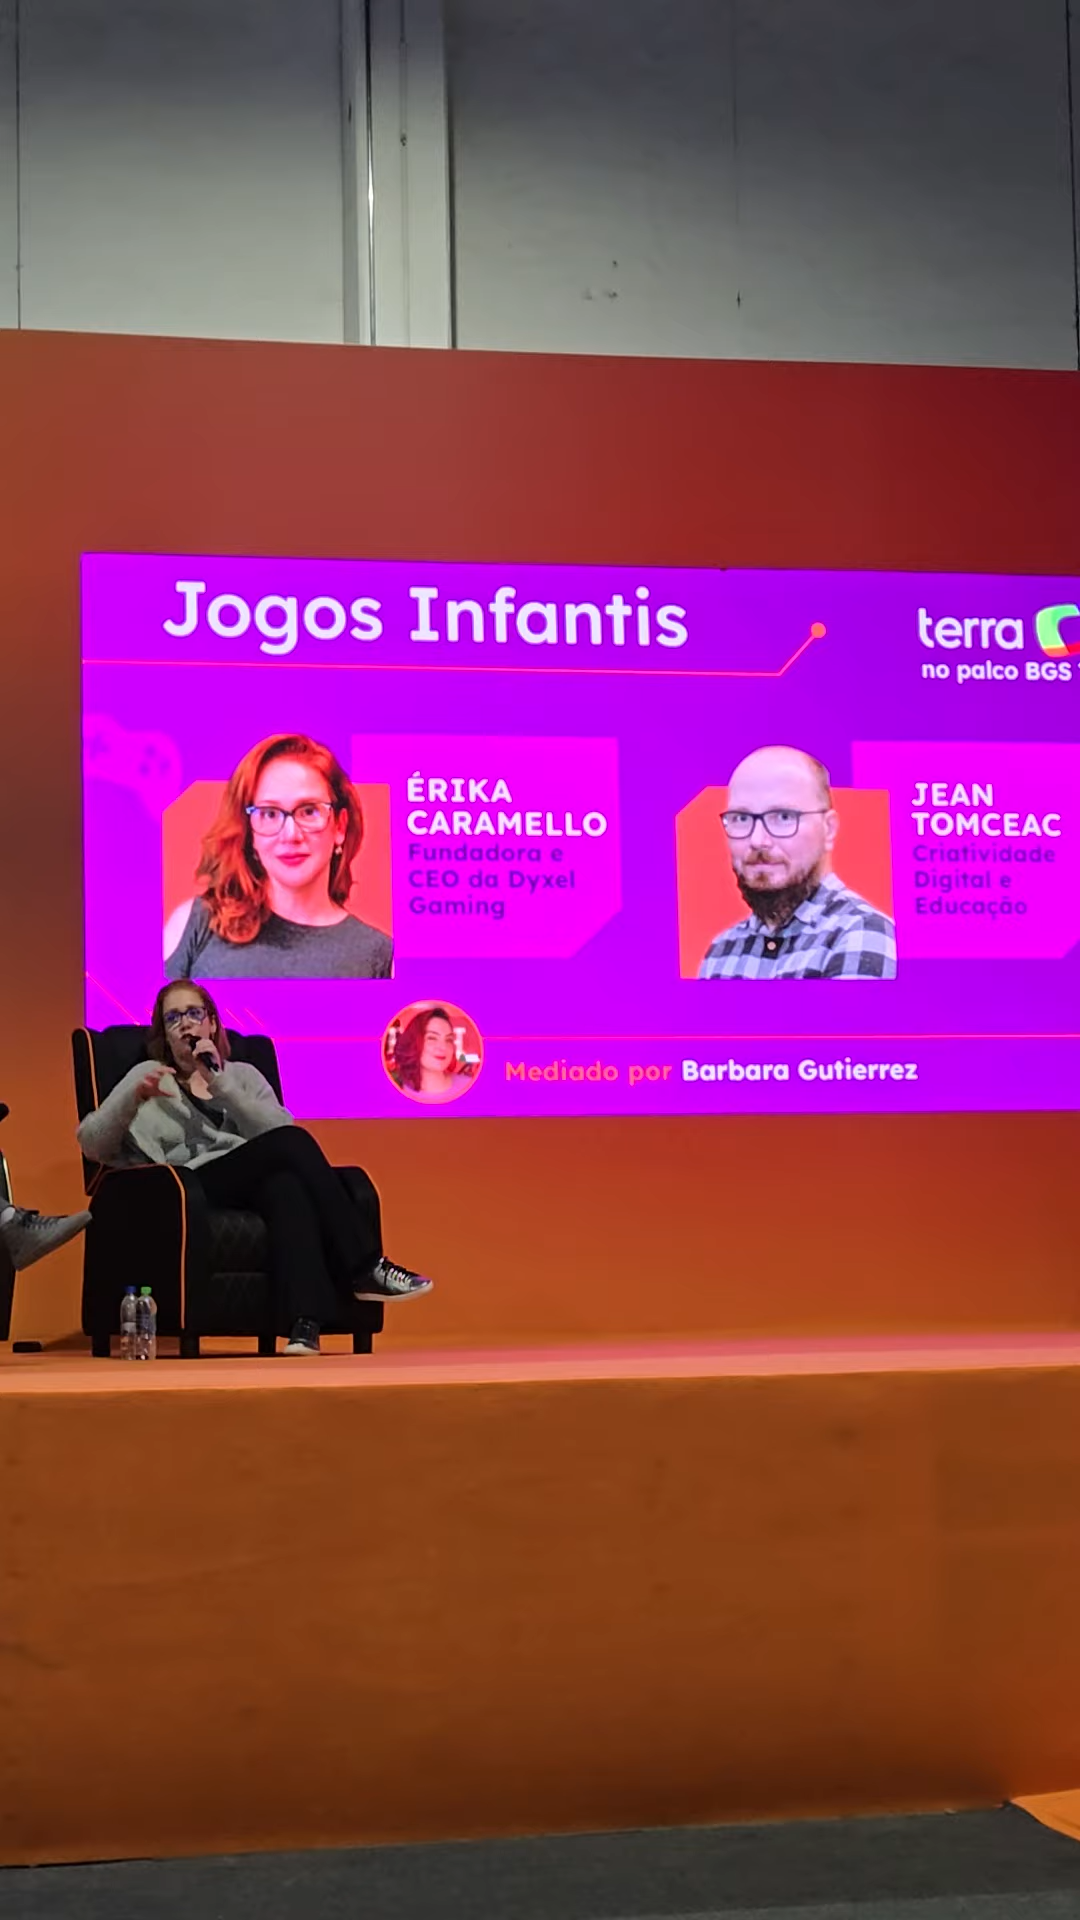 Jogos Infantis
terra
no palco BGS
ÉRIKA
CARAMELLO
Fundadora e
CEO da Dyxel
Gaming
JEAN
TOMCEAC
Criatividade
Digital e
Educação
Mediado por Barbara Gutierrez